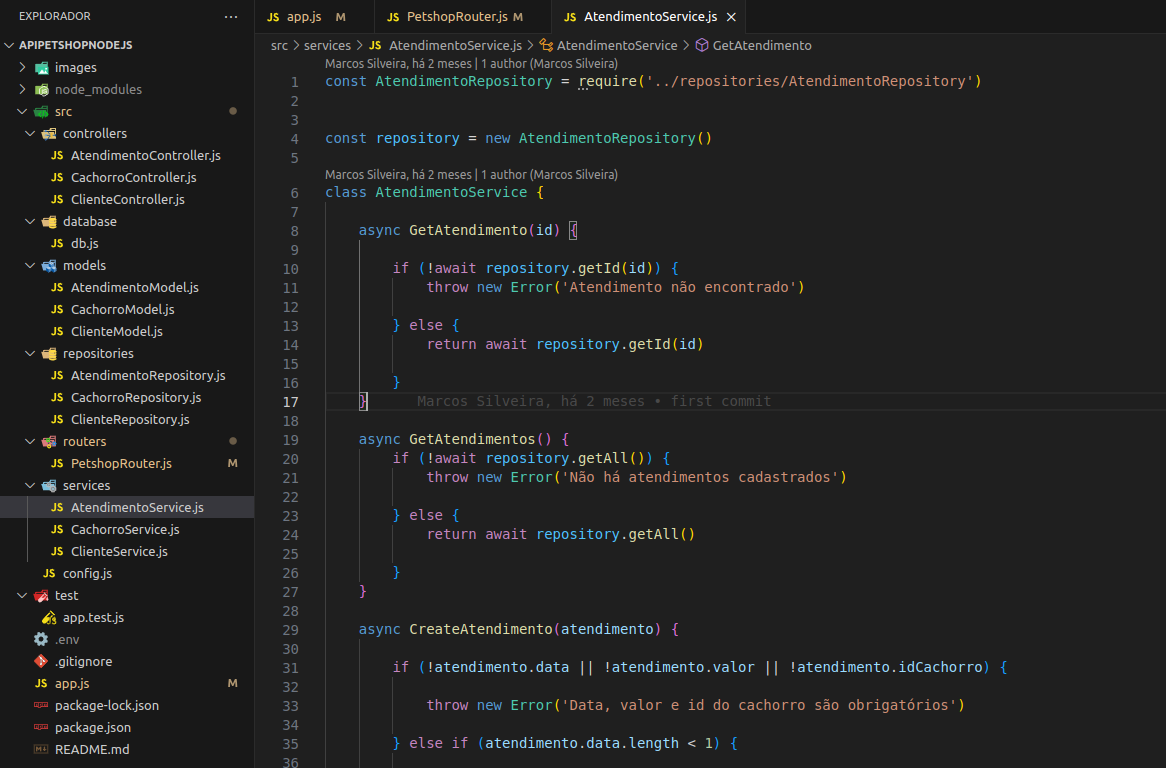 EXPLORADOR
APIPETSHOPNODEJS
images
node_modules
src
controllers
JS AtendimentoController.js
JS CachorroController.js
JS ClienteController.js
database
JS db.js
models
JS AtendimentoModel.js
JS CachorroModel.js
JS ClienteModel.js
repositories
JS AtendimentoRepository.js
JS CachorroRepository.js
JS ClienteRepository.js
routers
JS PetshopRouter.js M
services
JS AtendimentoService.js
JS CachorroService.js
JS ClienteService.js
JS config.js
test
app.test.js
.env
.gitignore
JS app.js M
package-lock.json
package.json
README.md
JS app.js M
JS PetshopRouter.js M
JS AtendimentoService.js
src > services > JS AtendimentoService.js > AtendimentoService > GetAtendimento
Marcos Silveira, há 2 meses | 1 author (Marcos Silveira)
1 const AtendimentoRepository = require('../repositories/AtendimentoRepository')
2
3
4 const repository = new AtendimentoRepository()
5
Marcos Silveira, há 2 meses | 1 author (Marcos Silveira)
6 class AtendimentoService {
7
8 async GetAtendimento(id) {
9
10 if (!await repository.getId(id)) {
11 throw new Error('Atendimento não encontrado')
12
13 } else {
14 return await repository.getId(id)
15
16 }
17 } Marcos Silveira, há 2 meses • first commit
18
19 async GetAtendimentos() {
20 if (!await repository.getAll()) {
21 throw new Error('Não há atendimentos cadastrados')
22
23 } else {
24 return await repository.getAll()
25
26 }
27 }
28
29 async CreateAtendimento(atendimento) {
30
31 if (!atendimento.data || !atendimento.valor || !atendimento.idCachorro) {
32
33 throw new Error('Data, valor e id do cachorro são obrigatórios')
34
35 } else if (atendimento.data.length < 1) {
36